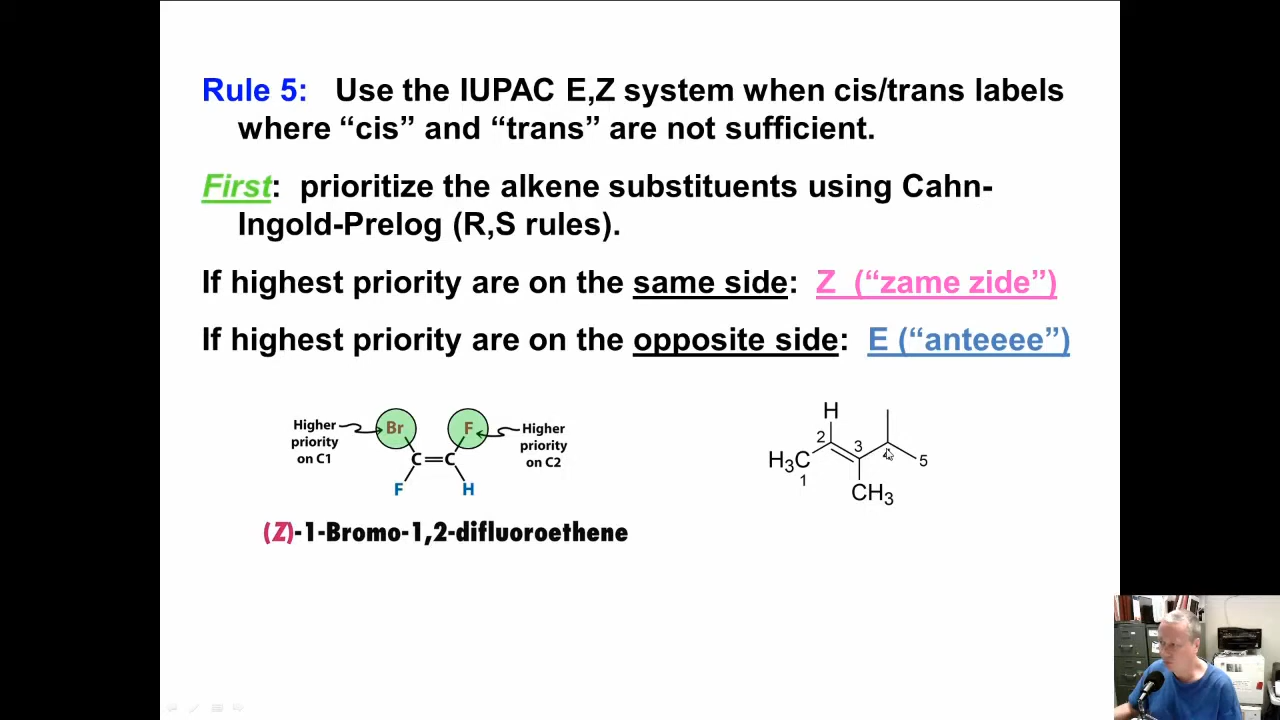 Rule 5: Use the IUPAC E,Z system when cis/trans labels
where “cis” and “trans” are not sufficient.
First: prioritize the alkene substituents using Cahn-
Ingold-Prelog (R,S rules).
If highest priority are on the same side: Z (“zame zide”)
If highest priority are on the opposite side: E (“anteeee”)
Higher
priority
on C1
Br
F
Higher
priority
on C2
C=C
F
H
(Z)-1-Bromo-1,2-difluoroethene
H
2
3
H3C
1
5
CH3